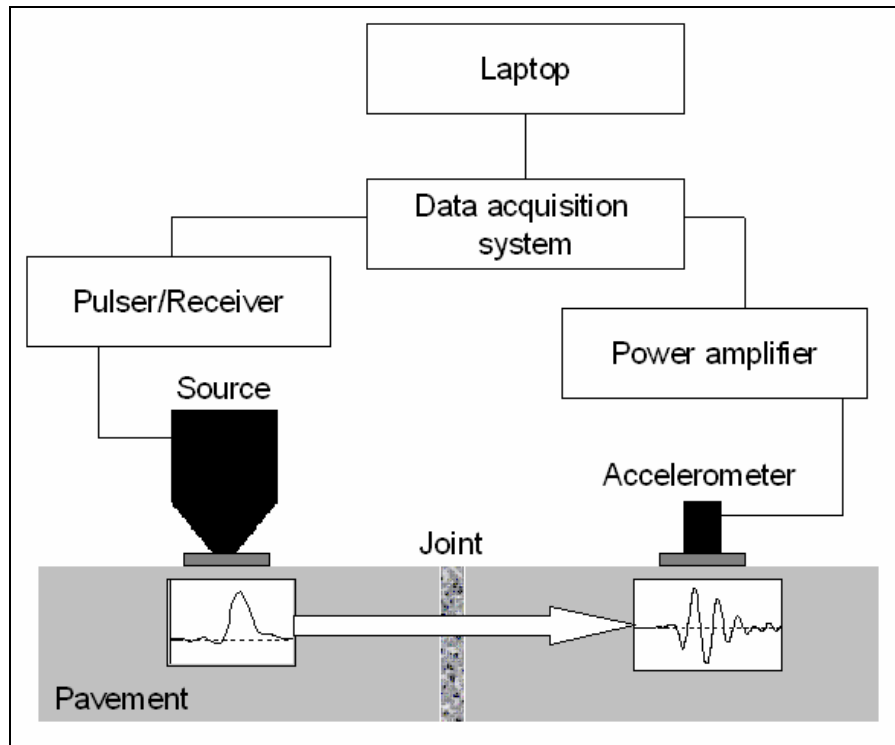 Laptop
Data acquisition
system
Pulser/Receiver
Power amplifier
Source
Accelerometer
Joint
Pavement